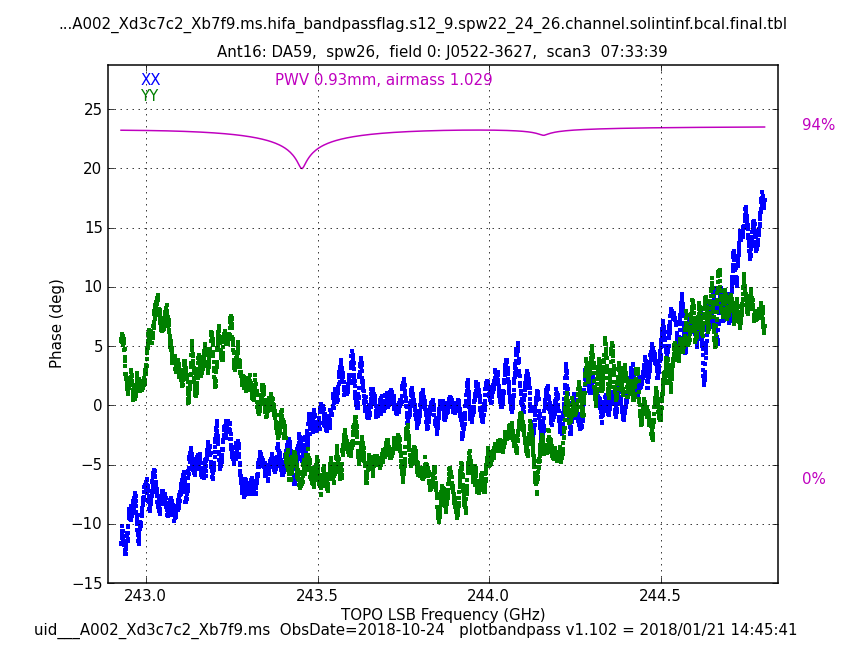 ...A002_Xd3c7c2_Xb7f9.ms.hifa_bandpassflag.s12_9.spw22_24_26.channel.solintinf.bcal.final.tbl
Ant16: DA59,  spw26,  field 0: J0522-3627,  scan3  07:33:39
XX
PWV 0.93mm, airmass 1.029
YY
25
94%
20
15
10
Phase (deg)
5
0
−5
0%
−10
−15
243.0 243.5 244.0 244.5
TOPO LSB Frequency (GHz)
uid___A002_Xd3c7c2_Xb7f9.ms  ObsDate=2018-10-24   plotbandpass v1.102 = 2018/01/21 14:45:41